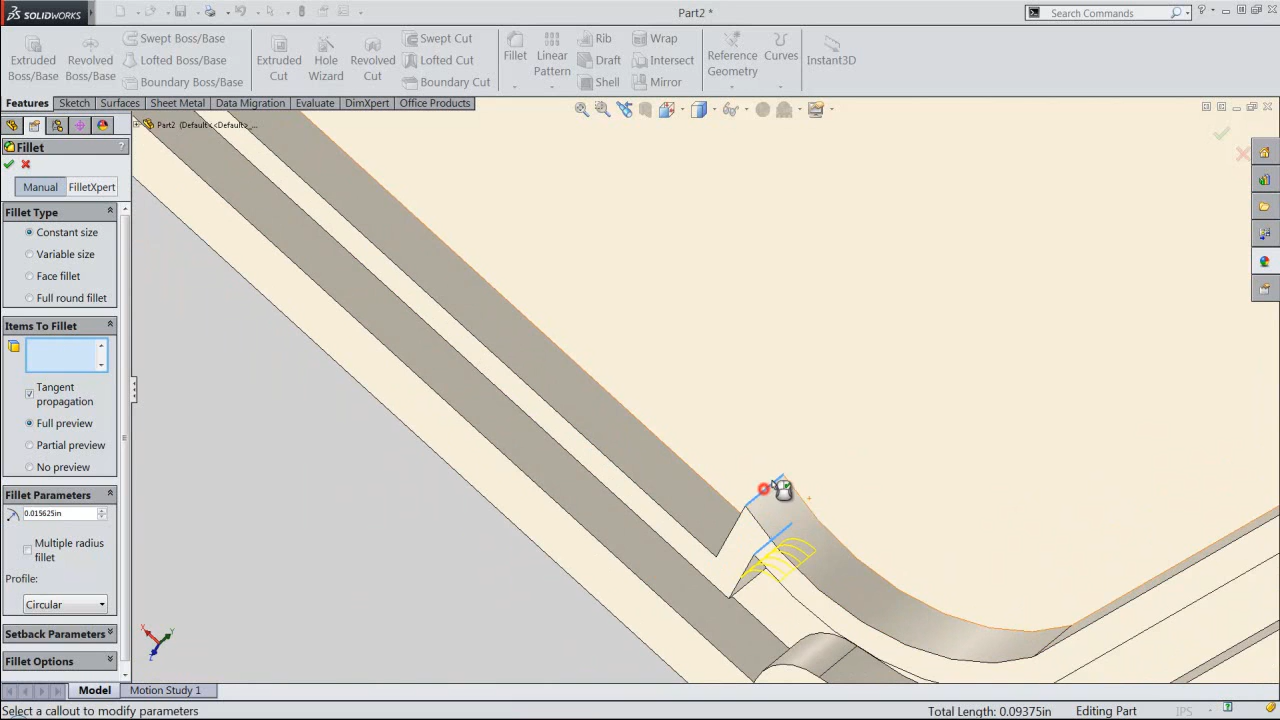 SOLIDWORKS
Part2 *
Search Commands
Extruded Boss/Base
Revolved Boss/Base
Swept Boss/Base
Lofted Boss/Base
Boundary Boss/Base
Extruded Cut
Hole Wizard
Revolved Cut
Swept Cut
Lofted Cut
Boundary Cut
Fillet
Linear Pattern
Rib
Draft
Shell
Wrap
Intersect
Mirror
Reference Geometry
Curves
Instant3D
Features
Sketch
Surfaces
Sheet Metal
Data Migration
Evaluate
DimXpert
Office Products
Part2 (Default<<Default>_...
Fillet
?
Manual
FilletXpert
Fillet Type
Constant size
Variable size
Face fillet
Full round fillet
Items To Fillet
Tangent
propagation
Full preview
Partial preview
No preview
Fillet Parameters
0.015625in
Multiple radius
fillet
Profile:
Circular
Setback Parameters
Fillet Options
X
Y
Z
Model
Motion Study 1
Select a callout to modify parameters
Total Length: 0.09375in
Editing Part
IPS